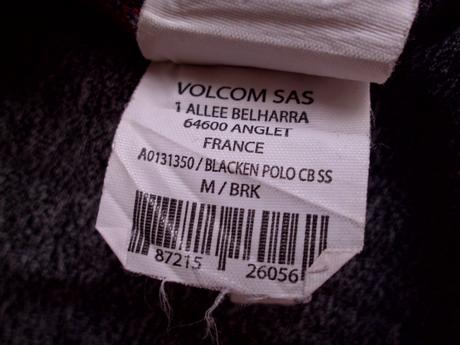 VOLCOM SAS
1 ALLEE BELHARRA
64600 ANGLET
FRANCE
A0131350 / BLACKEN POLO CB SS
M / BRK
87215 26056